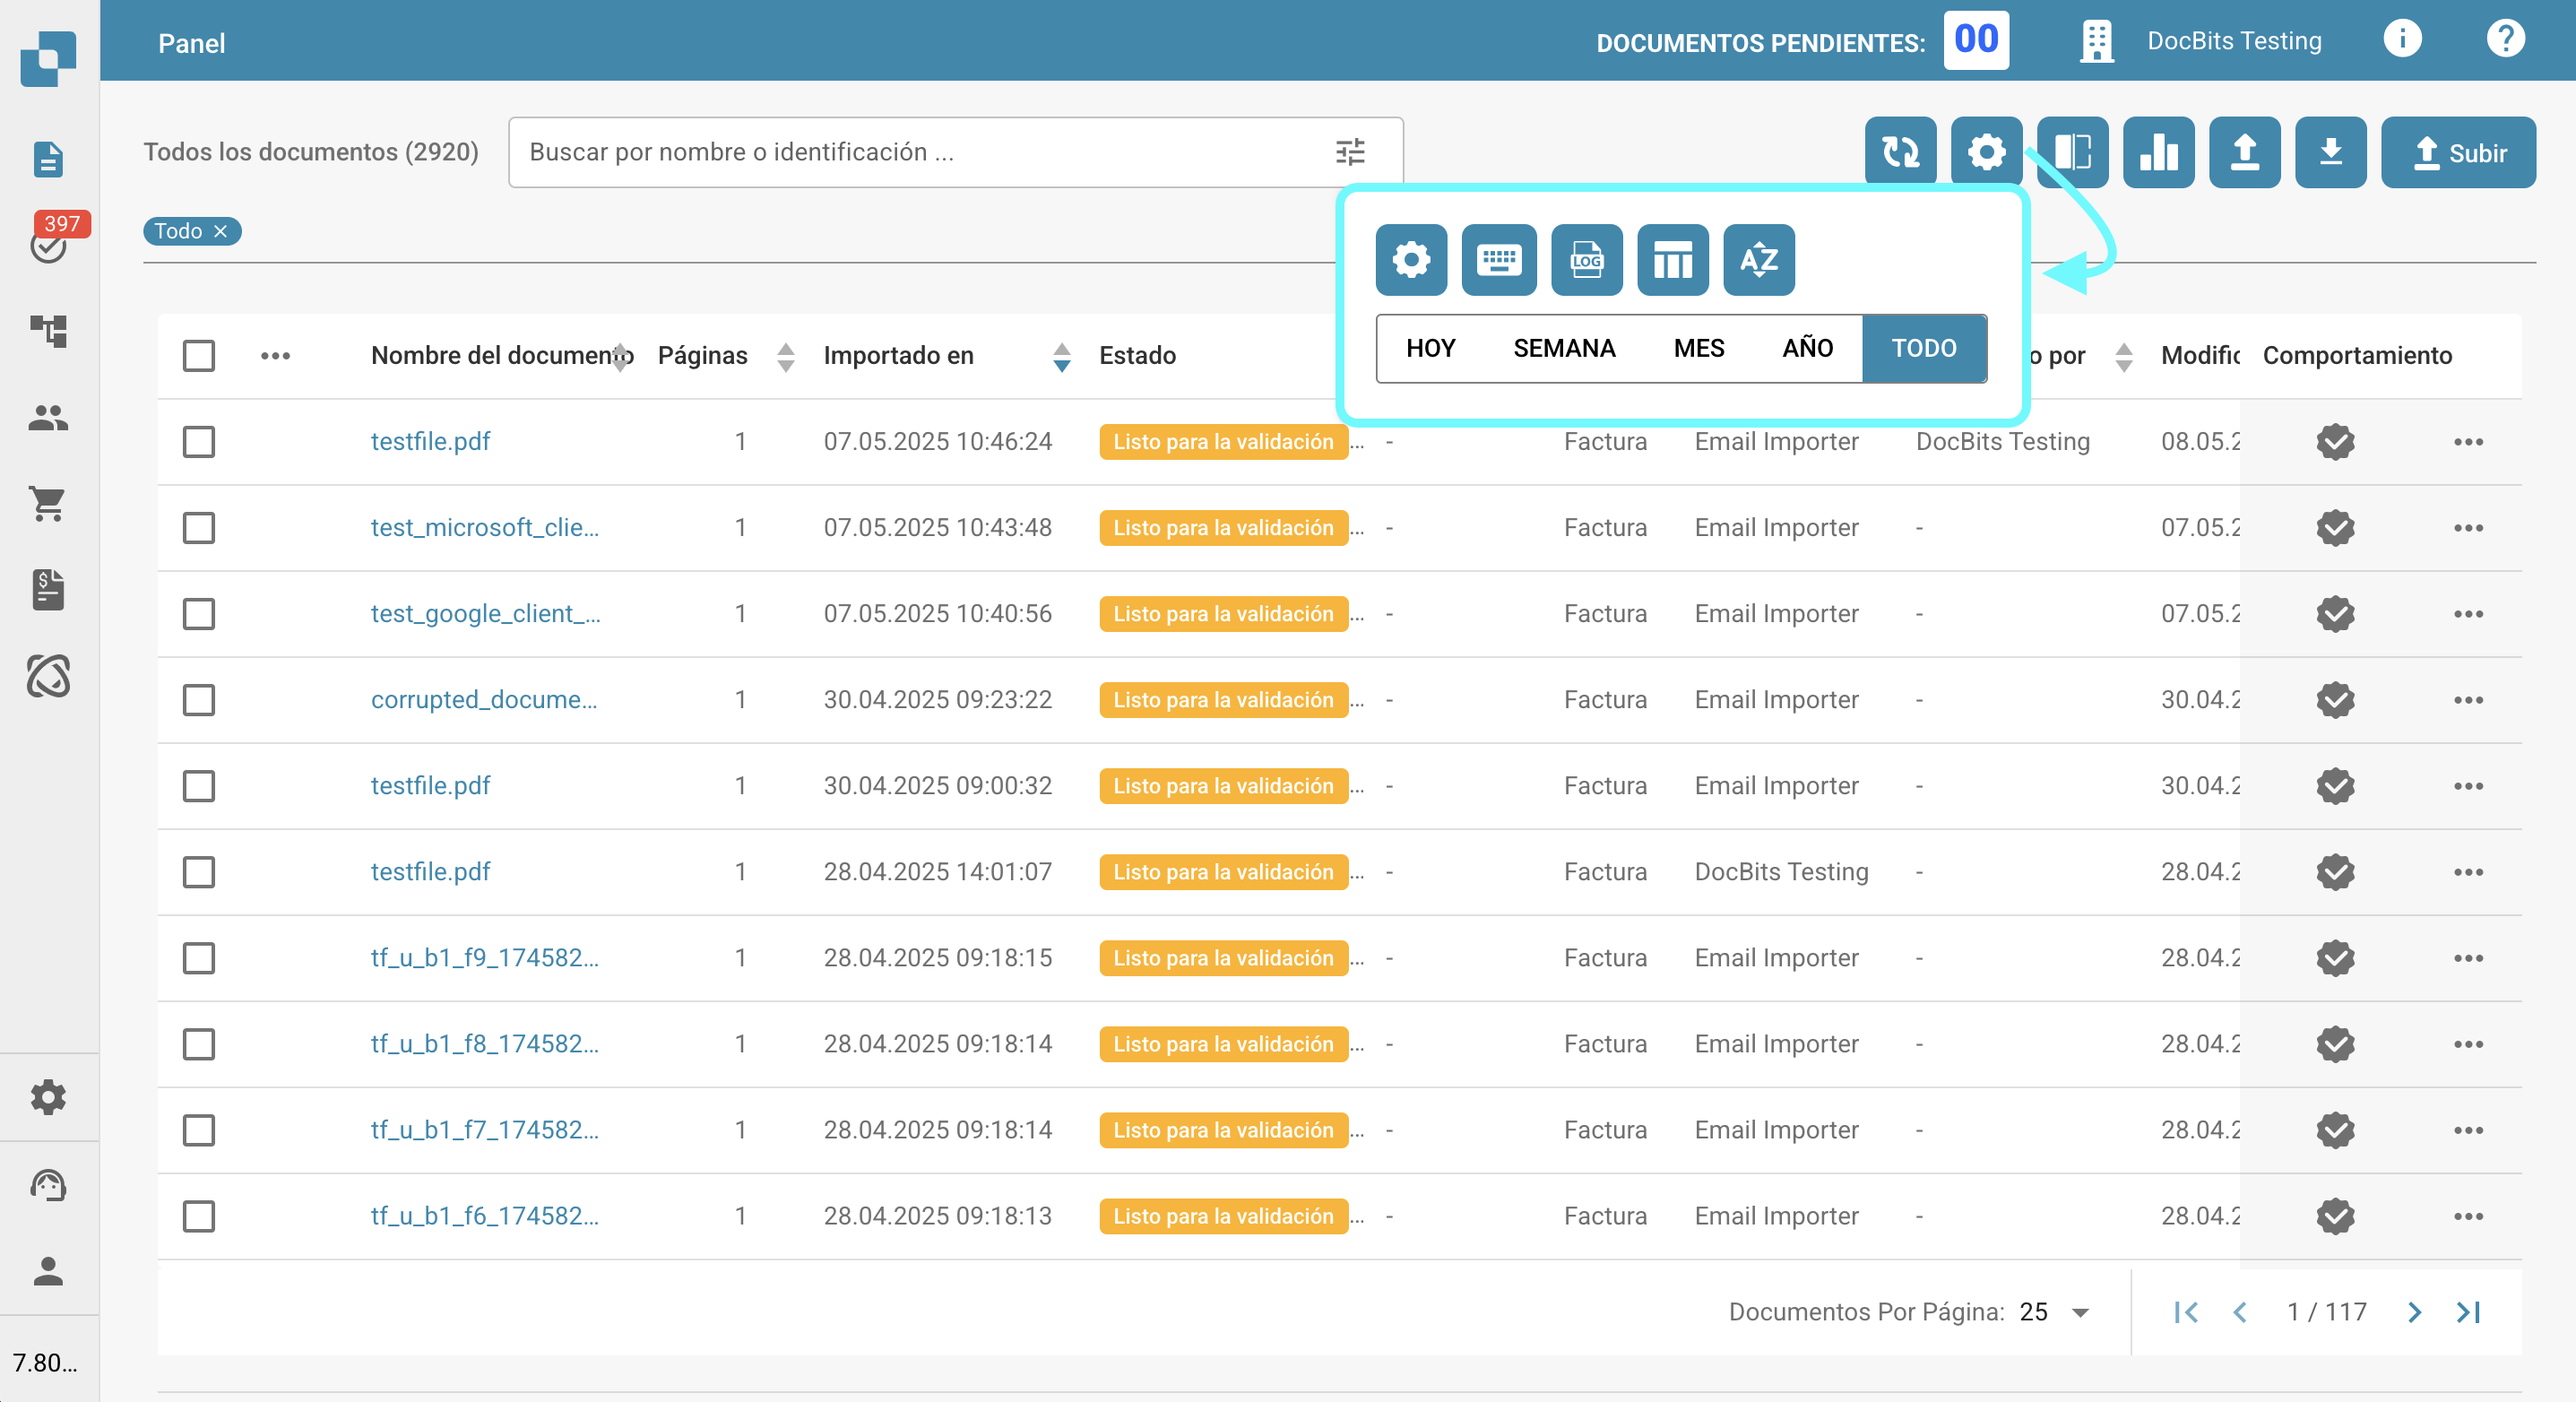 Panel
DOCUMENTOS PENDIENTES: 00
DocBits Testing
Todos los documentos (2920)
Buscar por nombre o identificación ...
Subir
397
Todo
LOG
AZ
HOY SEMANA MES AÑO TODO
Nombre del documento Páginas Importado en Estado o por Modific Comportamiento
testfile.pdf 1 07.05.2025 10:46:24 Listo para la validación ... - Factura Email Importer DocBits Testing 08.05.2
test_microsoft_clie... 1 07.05.2025 10:43:48 Listo para la validación ... - Factura Email Importer - 07.05.2
test_google_client_... 1 07.05.2025 10:40:56 Listo para la validación ... - Factura Email Importer - 07.05.2
corrupted_docume... 1 30.04.2025 09:23:22 Listo para la validación ... - Factura Email Importer - 30.04.2
testfile.pdf 1 30.04.2025 09:00:32 Listo para la validación ... - Factura Email Importer - 30.04.2
testfile.pdf 1 28.04.2025 14:01:07 Listo para la validación ... - Factura DocBits Testing - 28.04.2
tf_u_b1_f9_174582... 1 28.04.2025 09:18:15 Listo para la validación ... - Factura Email Importer - 28.04.2
tf_u_b1_f8_174582... 1 28.04.2025 09:18:14 Listo para la validación ... - Factura Email Importer - 28.04.2
tf_u_b1_f7_174582... 1 28.04.2025 09:18:14 Listo para la validación ... - Factura Email Importer - 28.04.2
tf_u_b1_f6_174582... 1 28.04.2025 09:18:13 Listo para la validación ... - Factura Email Importer - 28.04.2
Documentos Por Página: 25 1 / 117
7.80...